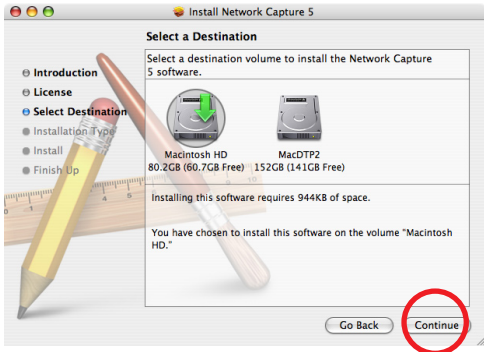 Install Network Capture 5
Select a Destination
Introduction
License
Select Destination
Installation Type
Install
Finish Up
Select a destination volume to install the Network Capture
5 software.
Macintosh HD
80.2GB (60.7GB Free)
MacDTP2
152GB (141GB Free)
Installing this software requires 944KB of space.
You have chosen to install this software on the volume "Macintosh
HD."
Go Back
Continue